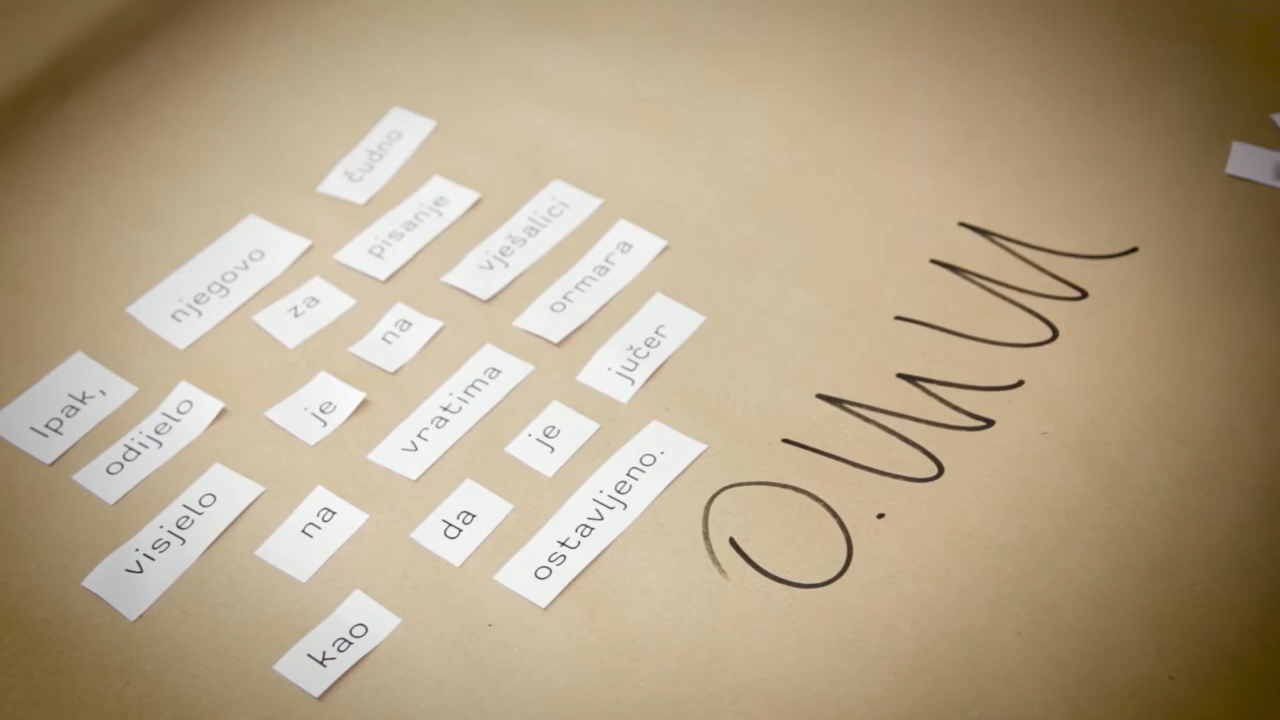 Ipak, njegovo čudno
odijelo za pisanje
visjelo je na vješalici
na vratima ormara
kao da je jučer
ostavljeno.